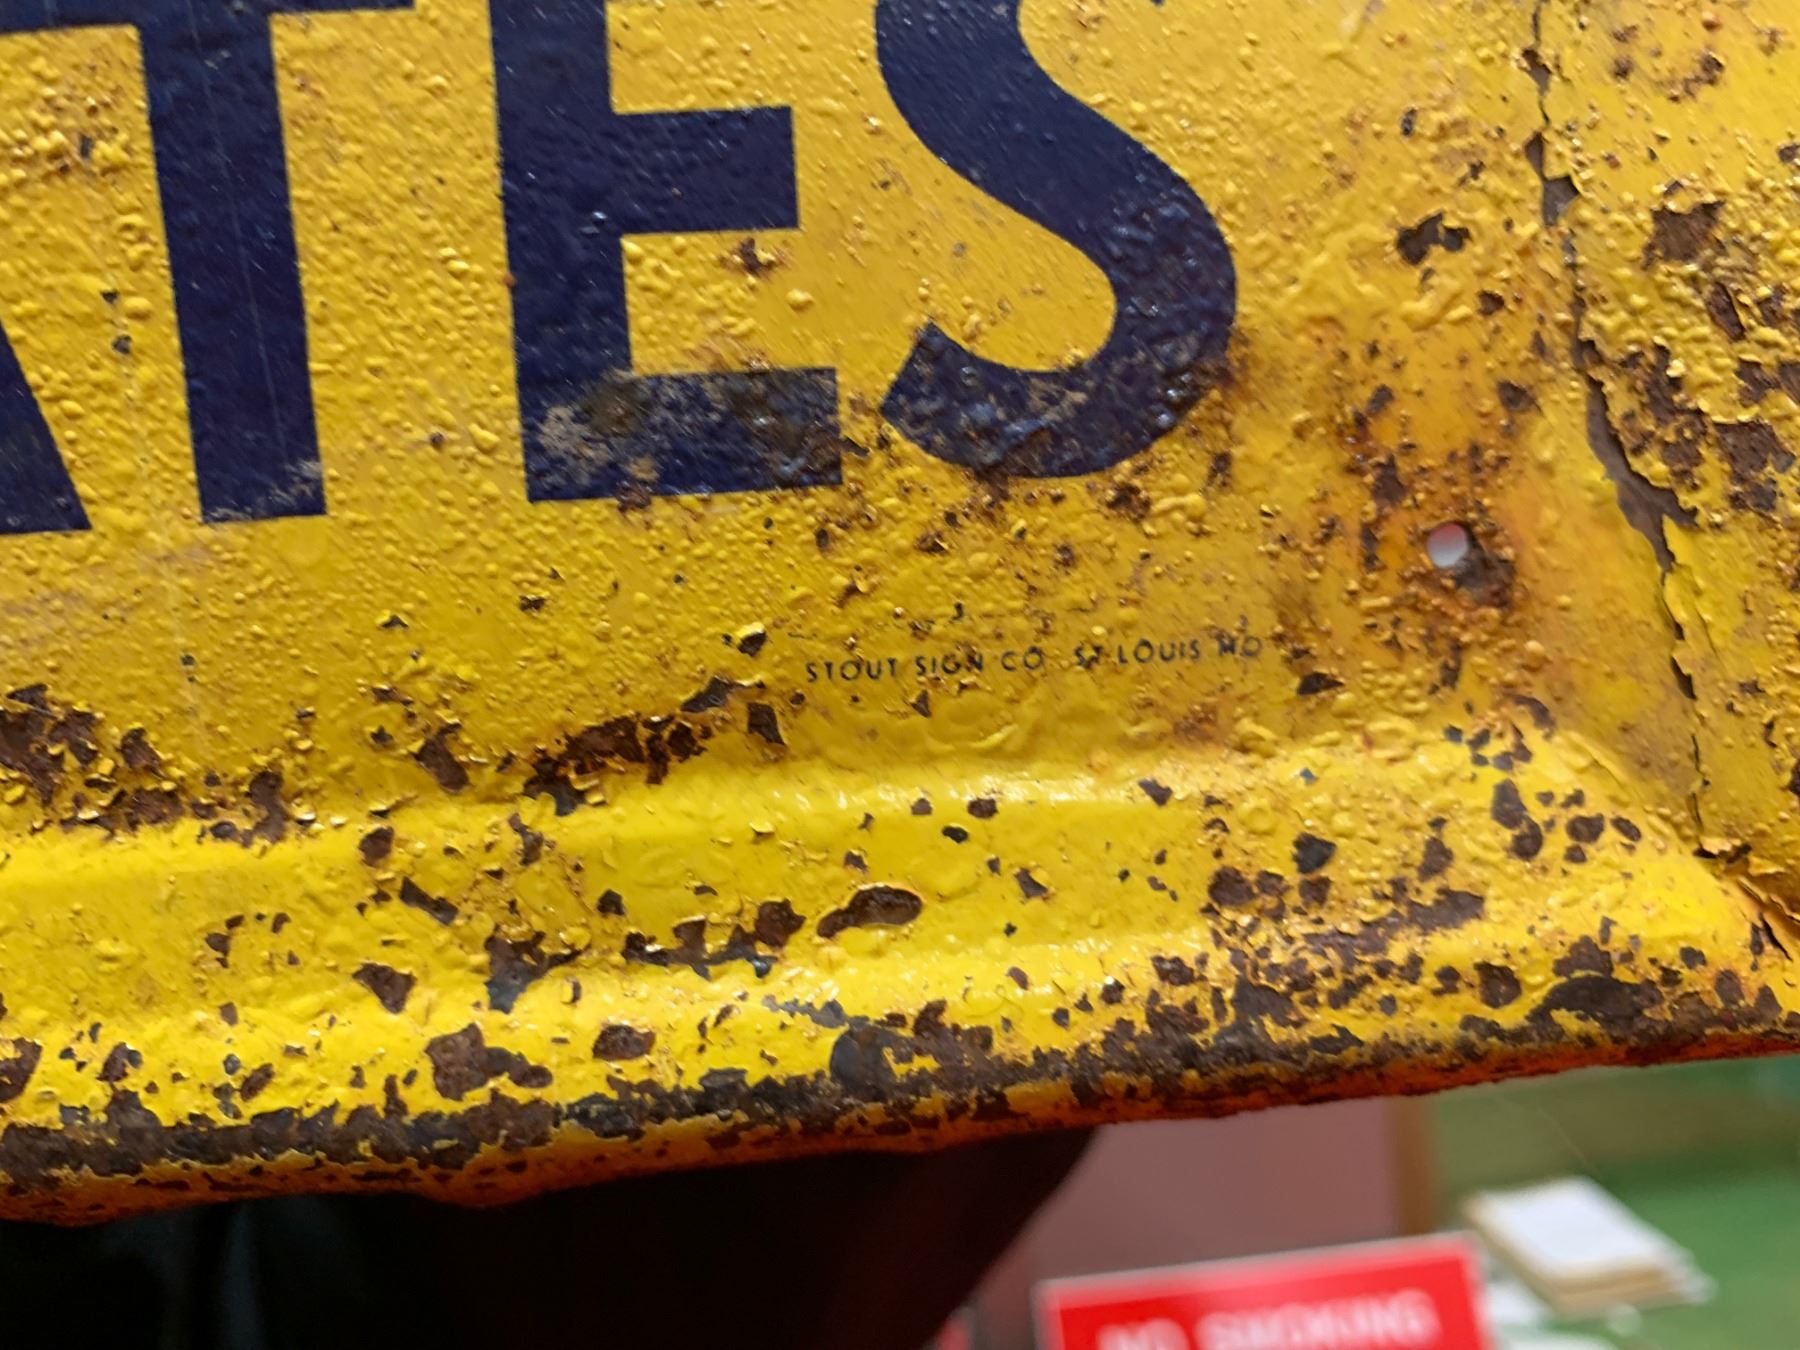 ATES
STOUT SIGN CO. ST. LOUIS MO
NO SMOKING